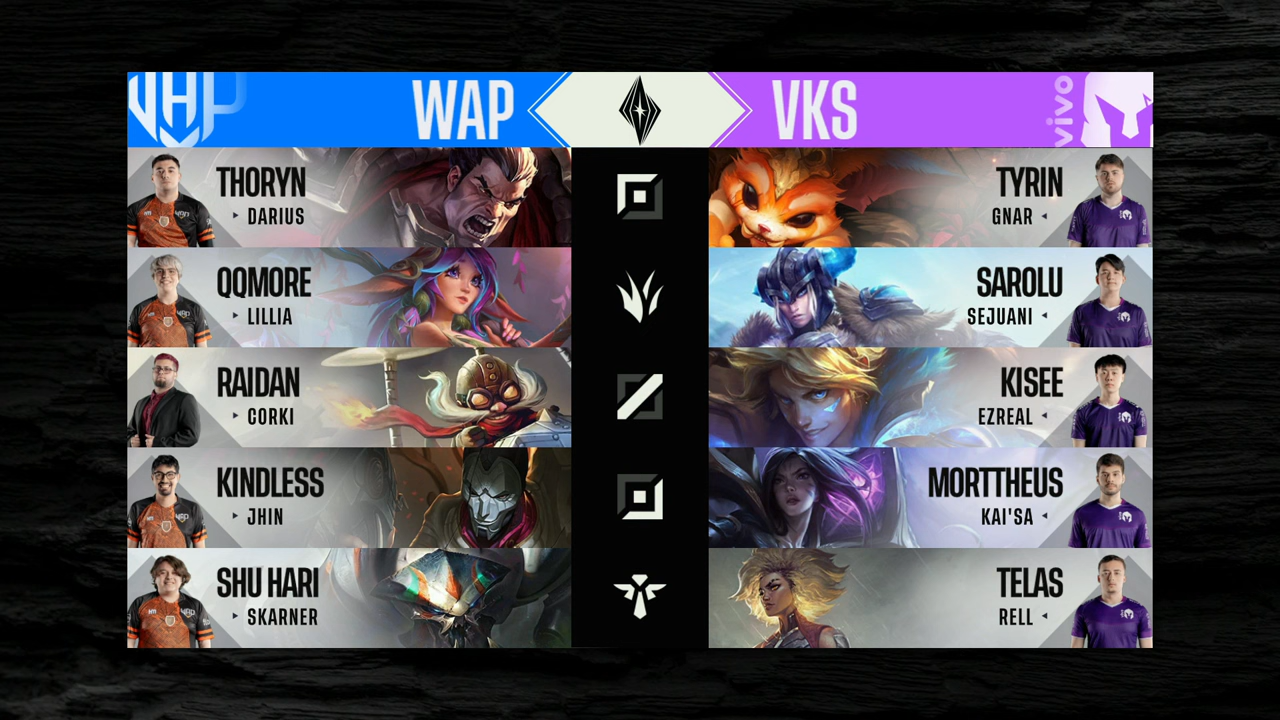 WAP
VKS
vivo
THORYN
DARIUS
TYRIN
GNAR
QQMORE
LILLIA
SAROLU
SEJUANI
RAIDAN
CORKI
KISEE
EZREAL
KINDLESS
JHIN
MORTTHEUS
KAI'SA
SHU HARI
SKARNER
TELAS
RELL